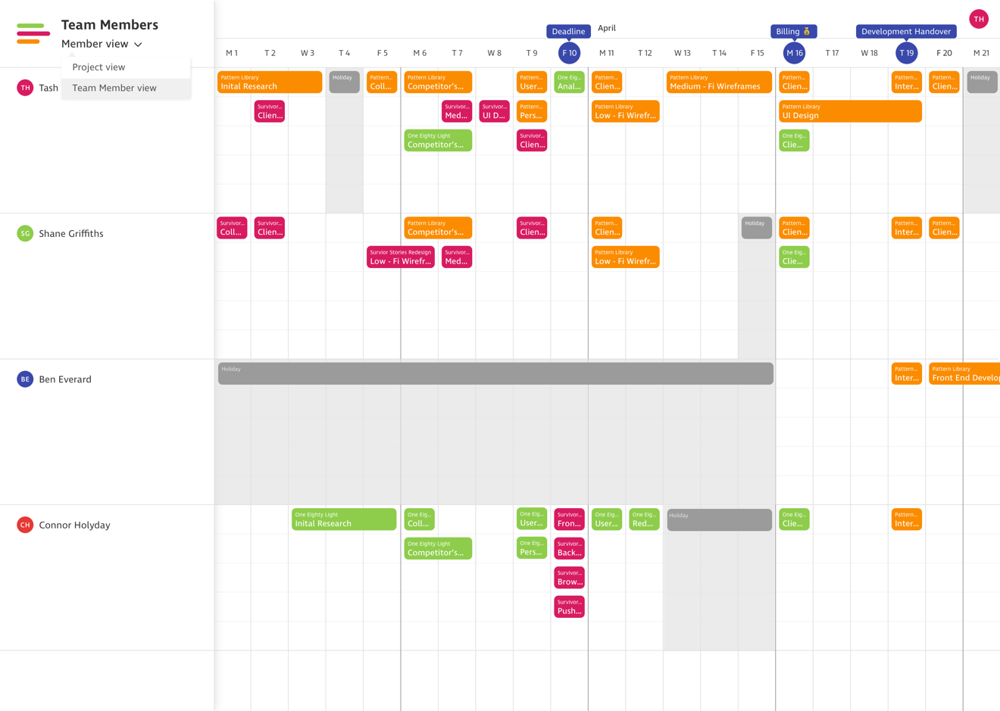 Team Members
Member view
Project view
Team Member view
TH
Deadline
April
Billing 💰
Development Handover
M 1 T 2 W 3 T 4 F 5 M 6 T 7 W 8 T 9 F 10 M 11 T 12 W 13 T 14 F 15 M 16 T 17 W 18 T 19 F 20 M 21
TH Tash
Pattern Library
Inital Research
Holiday
Pattern...
Coll...
Pattern Library
Competitor's...
Pattern...
User...
One Eig...
Anal...
Pattern...
Clien...
Pattern Library
Medium - Fi Wireframes
Pattern...
Clien...
Pattern...
Inter...
Pattern...
Clien...
Holiday
Survivor...
Clien...
Survivor...
Med...
Survivor...
UI D...
Pattern...
Pers...
Pattern Library
Low - Fi Wirefr...
Pattern Library
UI Design
One Eighty Light
Competitor's...
Survivor...
Clien...
One Eig...
Clie...
SG Shane Griffiths
Survivor...
Coll...
Survivor...
Clien...
Pattern Library
Competitor's...
Survivor...
Clien...
Pattern...
Clien...
Holiday
Pattern...
Clien...
Pattern...
Inter...
Pattern...
Clien...
Survior Stories Redesign
Low - Fi Wirefr...
Survivor...
Med...
Pattern Library
Low - Fi Wirefr...
One Eig...
Clie...
BE Ben Everard
Holiday
Pattern...
Inter...
Pattern Library
Front End Develo
CH Connor Holyday
One Eighty Light
Inital Research
One Eig...
Coll...
One Eig...
User...
Survivor...
Fron...
One Eig...
User...
One Eig...
Red...
Holiday
One Eig...
Clie...
Pattern...
Inter...
One Eighty Light
Competitor's...
One Eig...
Pers...
Survivor...
Back...
Survivor...
Brow...
Survivor...
Push...